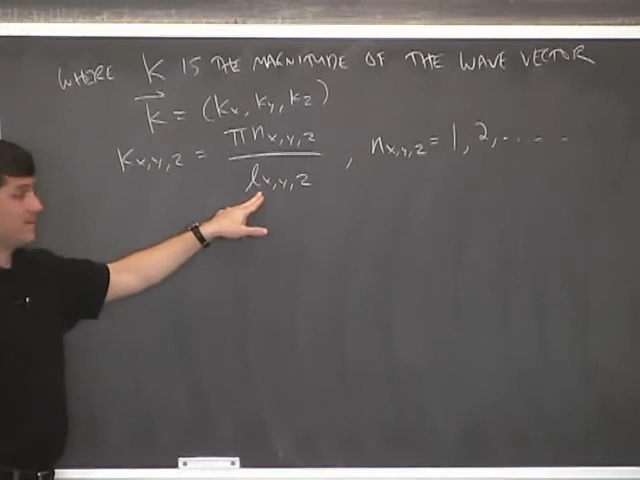 WHERE K IS THE MAGNITUDE OF THE WAVE VECTOR
K⃗ = (Kx, Ky, Kz)
Kx,y,z = πnx,y,z / ℓx,y,z , nx,y,z = 1, 2, . . . . .